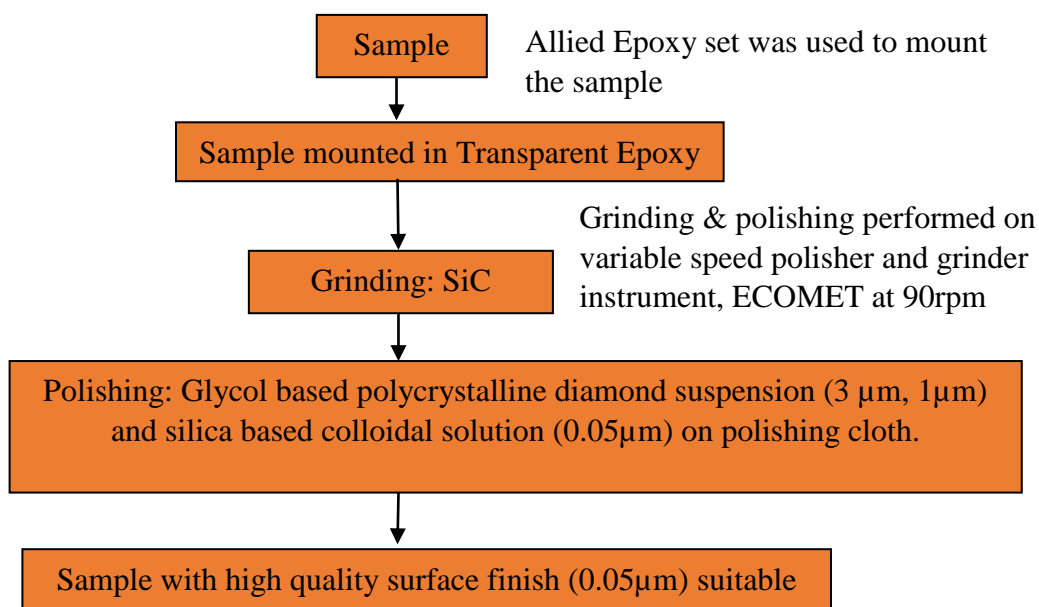 Sample
Allied Epoxy set was used to mount
the sample
Sample mounted in Transparent Epoxy
Grinding & polishing performed on
variable speed polisher and grinder
instrument, ECOMET at 90rpm
Grinding: SiC
Polishing: Glycol based polycrystalline diamond suspension (3 µm, 1µm)
and silica based colloidal solution (0.05µm) on polishing cloth.
Sample with high quality surface finish (0.05µm) suitable